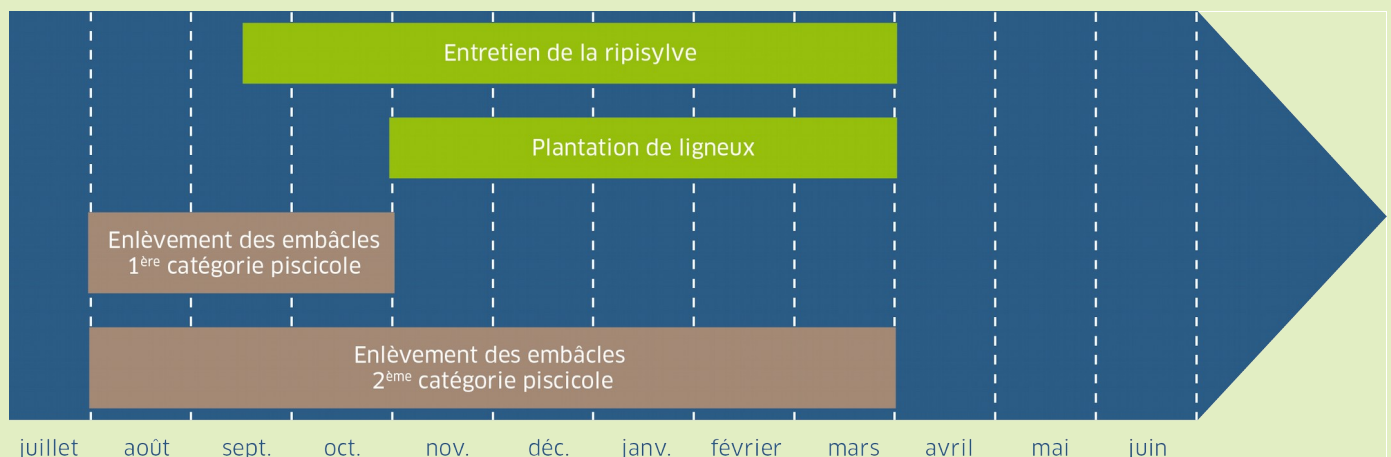 Entretien de la ripisylve
Plantation de ligneux
Enlèvement des embâcles
1ère catégorie piscicole
Enlèvement des embâcles
2ème catégorie piscicole
juillet août sept. oct. nov. déc. janv. février mars avril mai juin